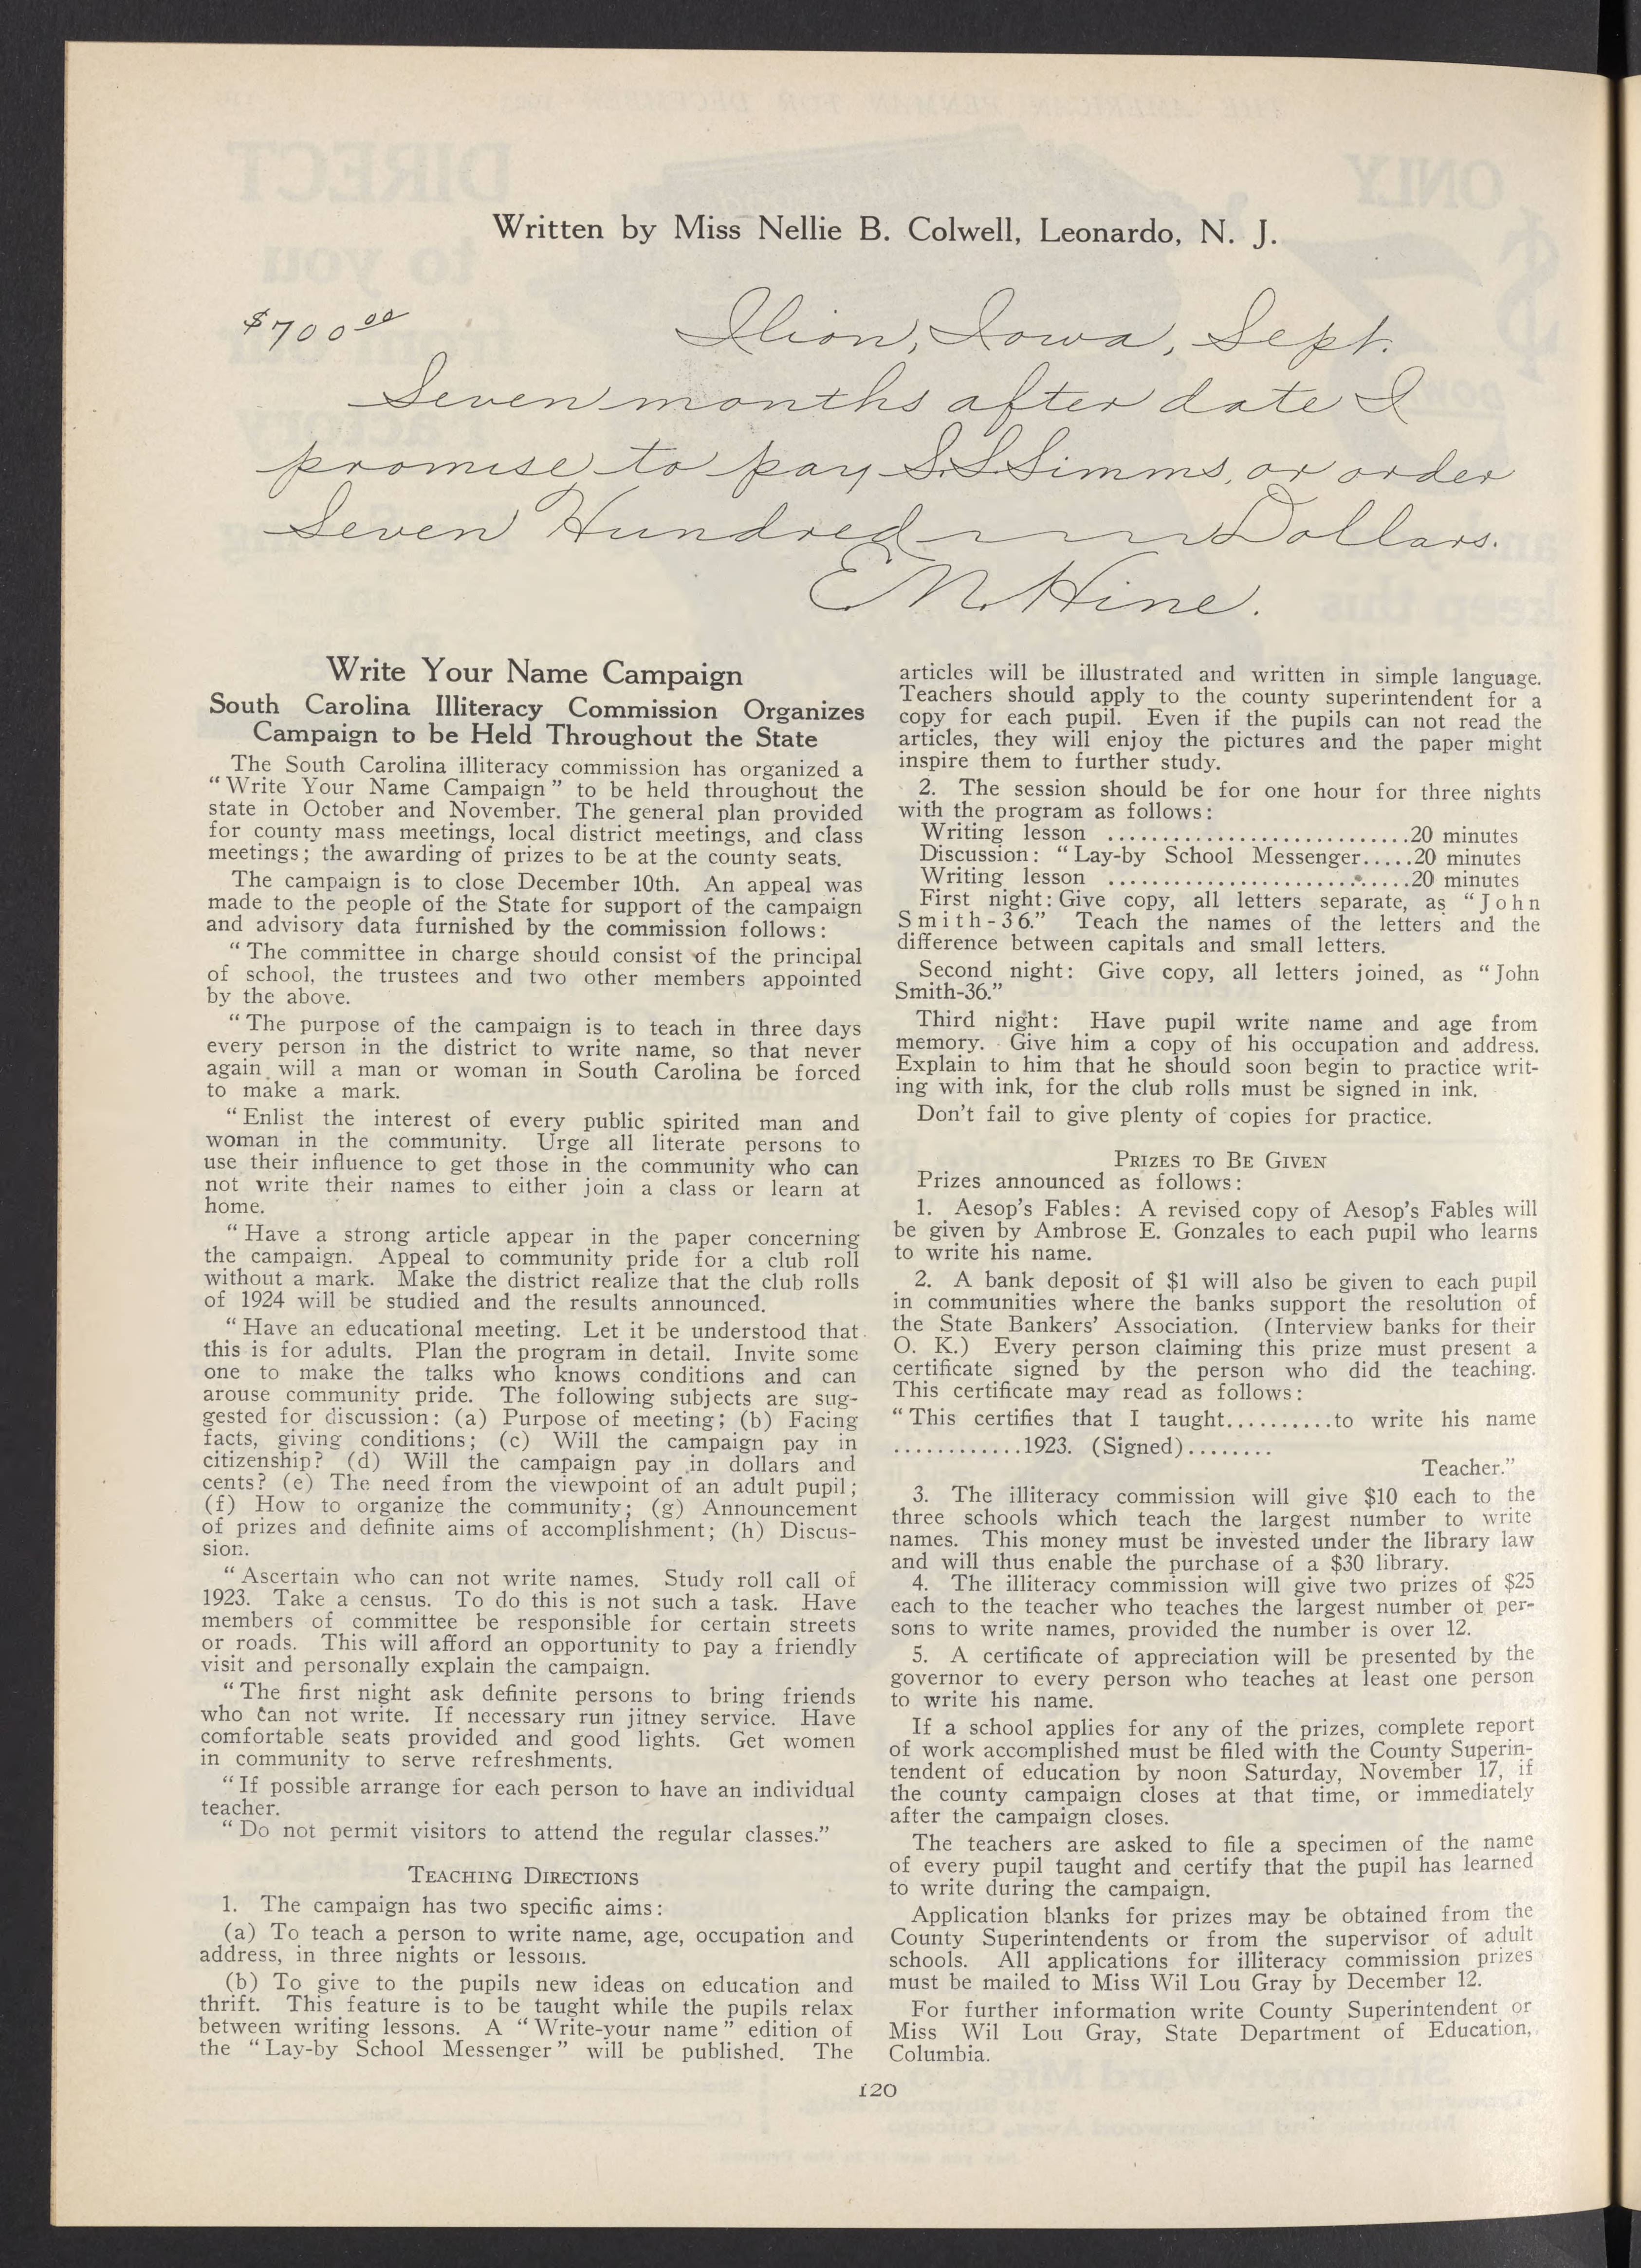 Written by Miss Nellie B. Colwell, Leonardo, N. J.
$700.00 Ilion, Iowa, Sept.
Seven months after date I
promise to pay S.S. Simms, or order
Seven Hundred Dollars.
E.N. Hine.
Write Your Name Campaign
South Carolina Illiteracy Commission Organizes
Campaign to be Held Throughout the State
The South Carolina illiteracy commission has organized a
“Write Your Name Campaign” to be held throughout the
state in October and November. The general plan provided
for county mass meetings, local district meetings, and class
meetings; the awarding of prizes to be at the county seats.
The campaign is to close December 10th. An appeal was
made to the people of the State for support of the campaign
and advisory data furnished by the commission follows:
“The committee in charge should consist of the principal
of school, the trustees and two other members appointed
by the above.
“The purpose of the campaign is to teach in three days
every person in the district to write name, so that never
again will a man or woman in South Carolina be forced
to make a mark.
“Enlist the interest of every public spirited man and
woman in the community. Urge all literate persons to
use their influence to get those in the community who can
not write their names to either join a class or learn at
home.
“Have a strong article appear in the paper concerning
the campaign. Appeal to community pride for a club roll
without a mark. Make the district realize that the club rolls
of 1924 will be studied and the results announced.
“Have an educational meeting. Let it be understood that
this is for adults. Plan the program in detail. Invite some
one to make the talks who knows conditions and can
arouse community pride. The following subjects are sug-
gested for discussion: (a) Purpose of meeting; (b) Facing
facts, giving conditions; (c) Will the campaign pay in
citizenship? (d) Will the campaign pay in dollars and
cents? (e) The need from the viewpoint of an adult pupil;
(f) How to organize the community; (g) Announcement
of prizes and definite aims of accomplishment; (h) Discus-
sion.
“Ascertain who can not write names. Study roll call of
1923. Take a census. To do this is not such a task. Have
members of committee be responsible for certain streets
or roads. This will afford an opportunity to pay a friendly
visit and personally explain the campaign.
“The first night ask definite persons to bring friends
who can not write. If necessary run jitney service. Have
comfortable seats provided and good lights. Get women
in community to serve refreshments.
“If possible arrange for each person to have an individual
teacher.
“Do not permit visitors to attend the regular classes.”
Teaching Directions
1. The campaign has two specific aims:
(a) To teach a person to write name, age, occupation and
address, in three nights or lessons.
(b) To give to the pupils new ideas on education and
thrift. This feature is to be taught while the pupils relax
between writing lessons. A “Write-your name” edition of
the “Lay-by School Messenger” will be published. The
articles will be illustrated and written in simple language.
Teachers should apply to the county superintendent for a
copy for each pupil. Even if the pupils can not read the
articles, they will enjoy the pictures and the paper might
inspire them to further study.
2. The session should be for one hour for three nights
with the program as follows:
Writing lesson ............................20 minutes
Discussion: “Lay-by School Messenger.....20 minutes
Writing lesson ............................20 minutes
First night: Give copy, all letters separate, as “J o h n
S m i t h - 3 6.” Teach the names of the letters and the
difference between capitals and small letters.
Second night: Give copy, all letters joined, as “John
Smith-36.”
Third night: Have pupil write name and age from
memory. Give him a copy of his occupation and address.
Explain to him that he should soon begin to practice writ-
ing with ink, for the club rolls must be signed in ink.
Don’t fail to give plenty of copies for practice.
Prizes to Be Given
Prizes announced as follows:
1. Aesop’s Fables: A revised copy of Aesop’s Fables will
be given by Ambrose E. Gonzales to each pupil who learns
to write his name.
2. A bank deposit of $1 will also be given to each pupil
in communities where the banks support the resolution of
the State Bankers’ Association. (Interview banks for their
O. K.) Every person claiming this prize must present a
certificate signed by the person who did the teaching.
This certificate may read as follows:
“This certifies that I taught..........to write his name
............1923. (Signed)........
Teacher.”
3. The illiteracy commission will give $10 each to the
three schools which teach the largest number to write
names. This money must be invested under the library law
and will thus enable the purchase of a $30 library.
4. The illiteracy commission will give two prizes of $25
each to the teacher who teaches the largest number of per-
sons to write names, provided the number is over 12.
5. A certificate of appreciation will be presented by the
governor to every person who teaches at least one person
to write his name.
If a school applies for any of the prizes, complete report
of work accomplished must be filed with the County Superin-
tendent of education by noon Saturday, November 17, if
the county campaign closes at that time, or immediately
after the campaign closes.
The teachers are asked to file a specimen of the name
of every pupil taught and certify that the pupil has learned
to write during the campaign.
Application blanks for prizes may be obtained from the
County Superintendents or from the supervisor of adult
schools. All applications for illiteracy commission prizes
must be mailed to Miss Wil Lou Gray by December 12.
For further information write County Superintendent or
Miss Wil Lou Gray, State Department of Education,
Columbia.
120